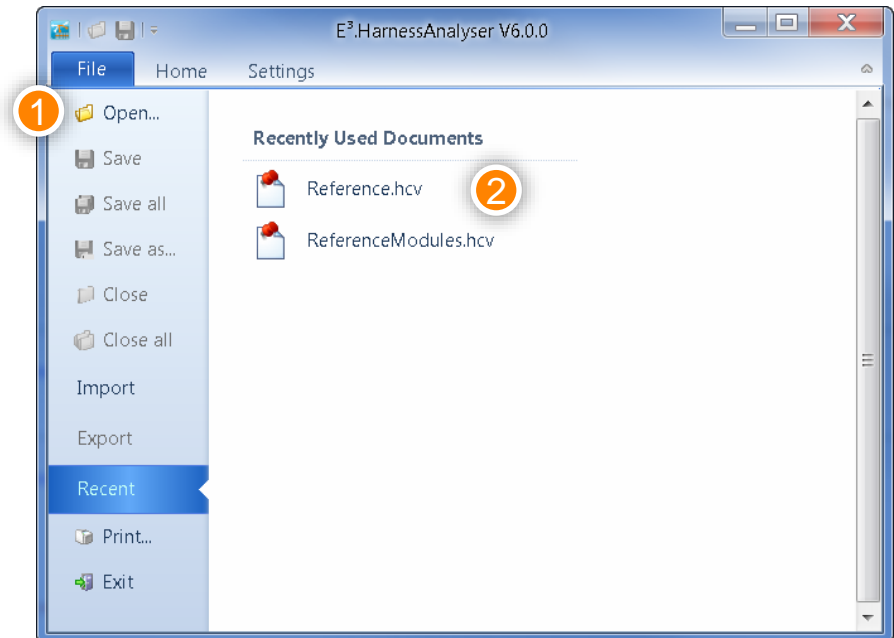 E³.HarnessAnalyser V6.0.0
File Home Settings
1
Open...
Save
Save all
Save as...
Close
Close all
Import
Export
Recent
Print...
Exit
Recently Used Documents
Reference.hcv
2
ReferenceModules.hcv